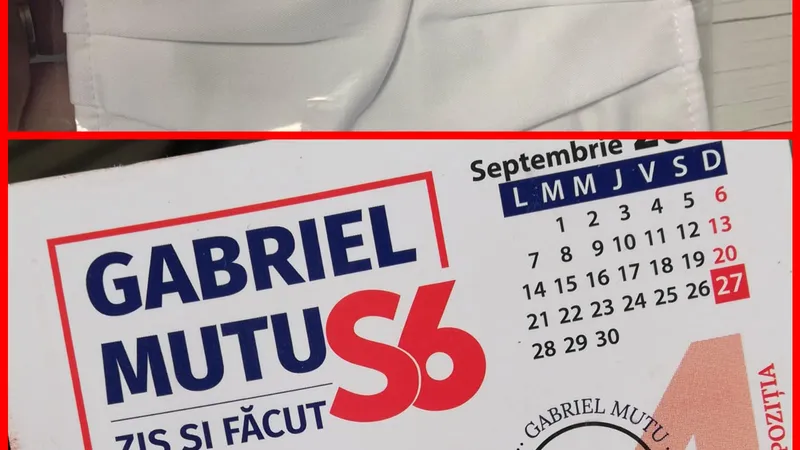 GABRIEL
MUTU S6
ZIS ȘI FĂCUT
Septembrie
L M M J V S D
1 2 3 4 5 6
7 8 9 10 11 12 13
14 15 16 17 18 19 20
21 22 23 24 25 26 27
28 29 30
GABRIEL MUTU